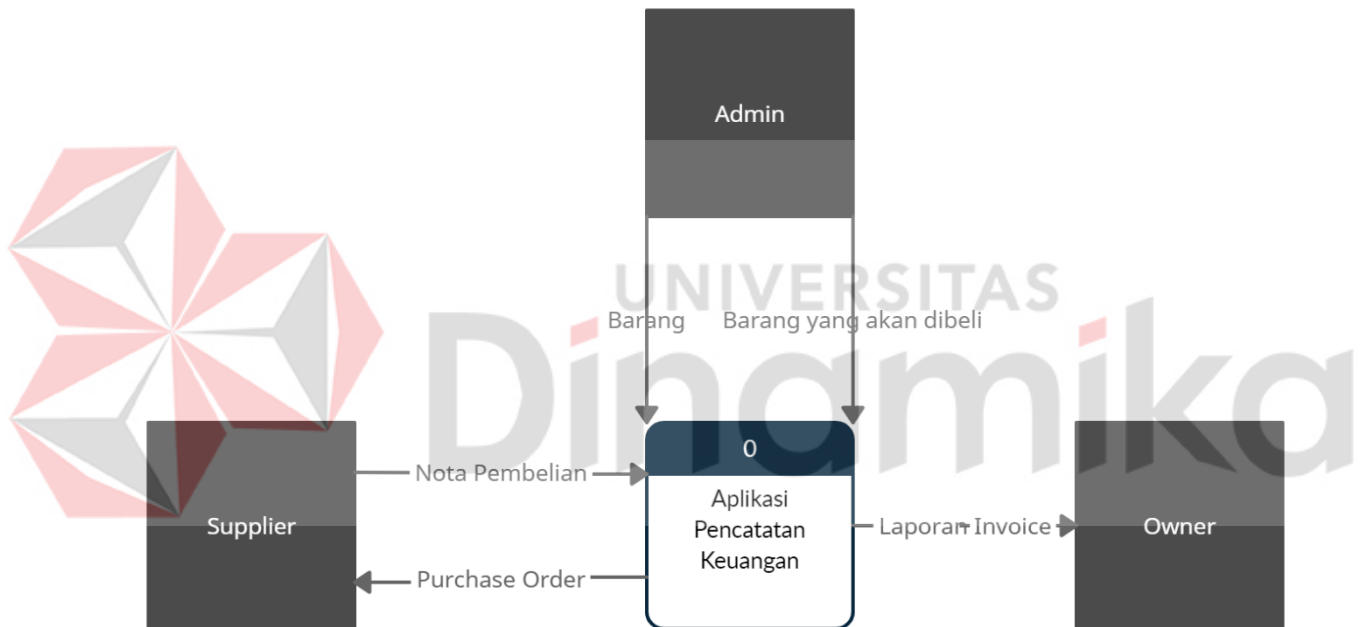 Admin
UNIVERSITAS
Dinamika
Barang
Barang yang akan dibeli
0
Aplikasi
Pencatatan
Keuangan
Nota Pembelian
Supplier
Purchase Order
Laporan Invoice
Owner